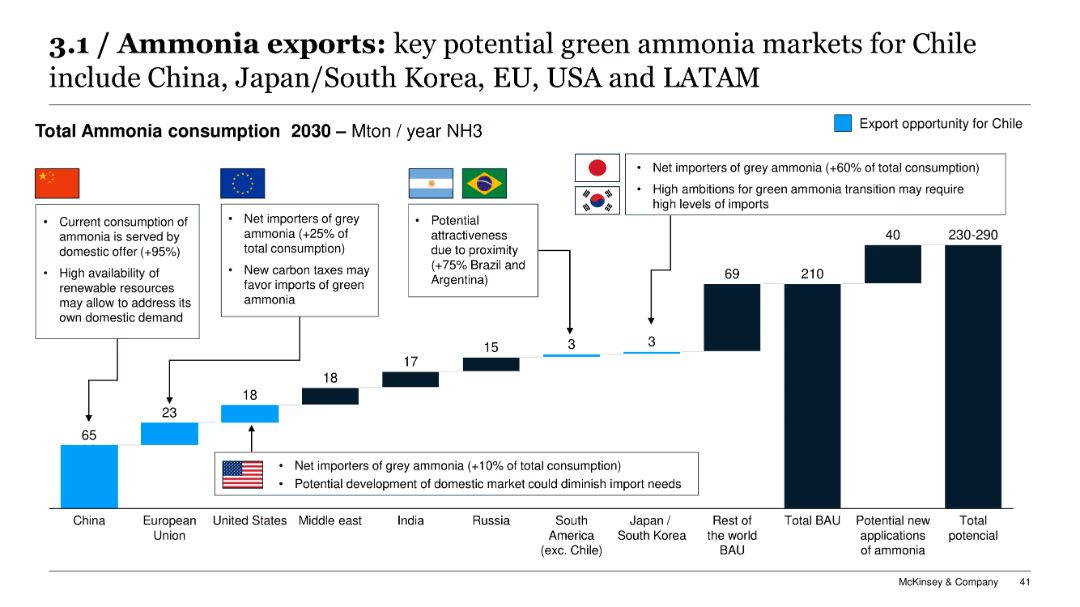 3.1 / Ammonia exports: key potential green ammonia markets for Chile
include China, Japan/South Korea, EU, USA and LATAM
Total Ammonia consumption 2030 – Mton / year NH3
Export opportunity for Chile
• Current consumption of
ammonia is served by
domestic offer (+95%)
• High availability of
renewable resources
may allow to address its
own domestic demand
• Net importers of grey
ammonia (+25% of
total consumption)
• New carbon taxes may
favor imports of green
ammonia
• Potential
attractiveness
due to proximity
(+75% Brazil and
Argentina)
• Net importers of grey ammonia (+60% of total consumption)
• High ambitions for green ammonia transition may require
high levels of imports
65
23
18
18
17
15
3
3
69
210
40
230-290
• Net importers of grey ammonia (+10% of total consumption)
• Potential development of domestic market could diminish import needs
China
European
Union
United States
Middle east
India
Russia
South
America
(exc. Chile)
Japan /
South Korea
Rest of
the world
BAU
Total BAU
Potential new
applications
of ammonia
Total
potencial
McKinsey & Company 41